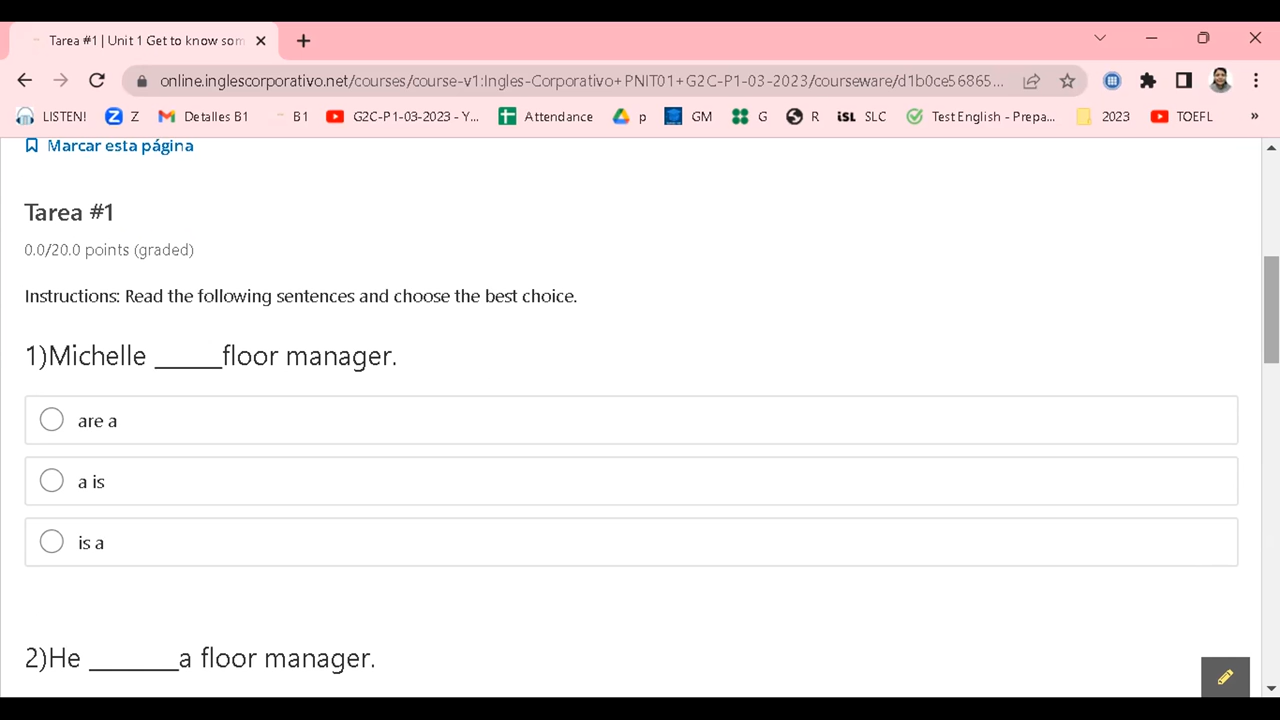 Tarea #1 | Unit 1 Get to know som
online.inglescorporativo.net/courses/course-v1:Ingles-Corporativo+PNIT01+G2C-P1-03-2023/courseware/d1b0ce56865...
LISTEN! Z Detalles B1 B1 G2C-P1-03-2023 - Y... Attendance p GM G R iSL SLC Test English - Prepa... 2023 TOEFL »
Marcar esta página
Tarea #1
0.0/20.0 points (graded)
Instructions: Read the following sentences and choose the best choice.
1)Michelle ______floor manager.
are a
a is
is a
2)He ________a floor manager.